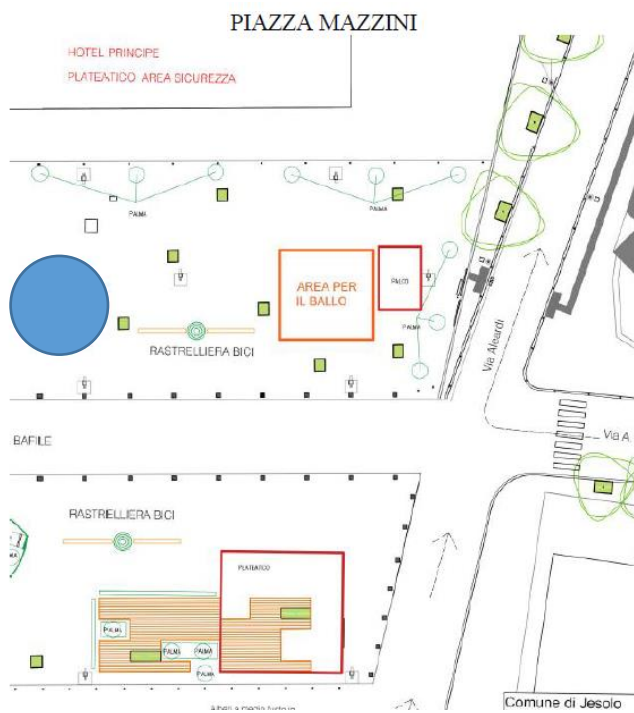 PIAZZA MAZZINI
HOTEL PRINCIPE
PLATEATICO AREA SICUREZZA
PALMA
PALMA
AREA PER
IL BALLO
PALCO
PALMA
RASTRELLIERA BICI
Via Aleardi
BAFILE
Via A.
RASTRELLIERA BICI
PLATEATICO
PALMA
PALMA
PALMA
PALMA
Comune di Jesolo